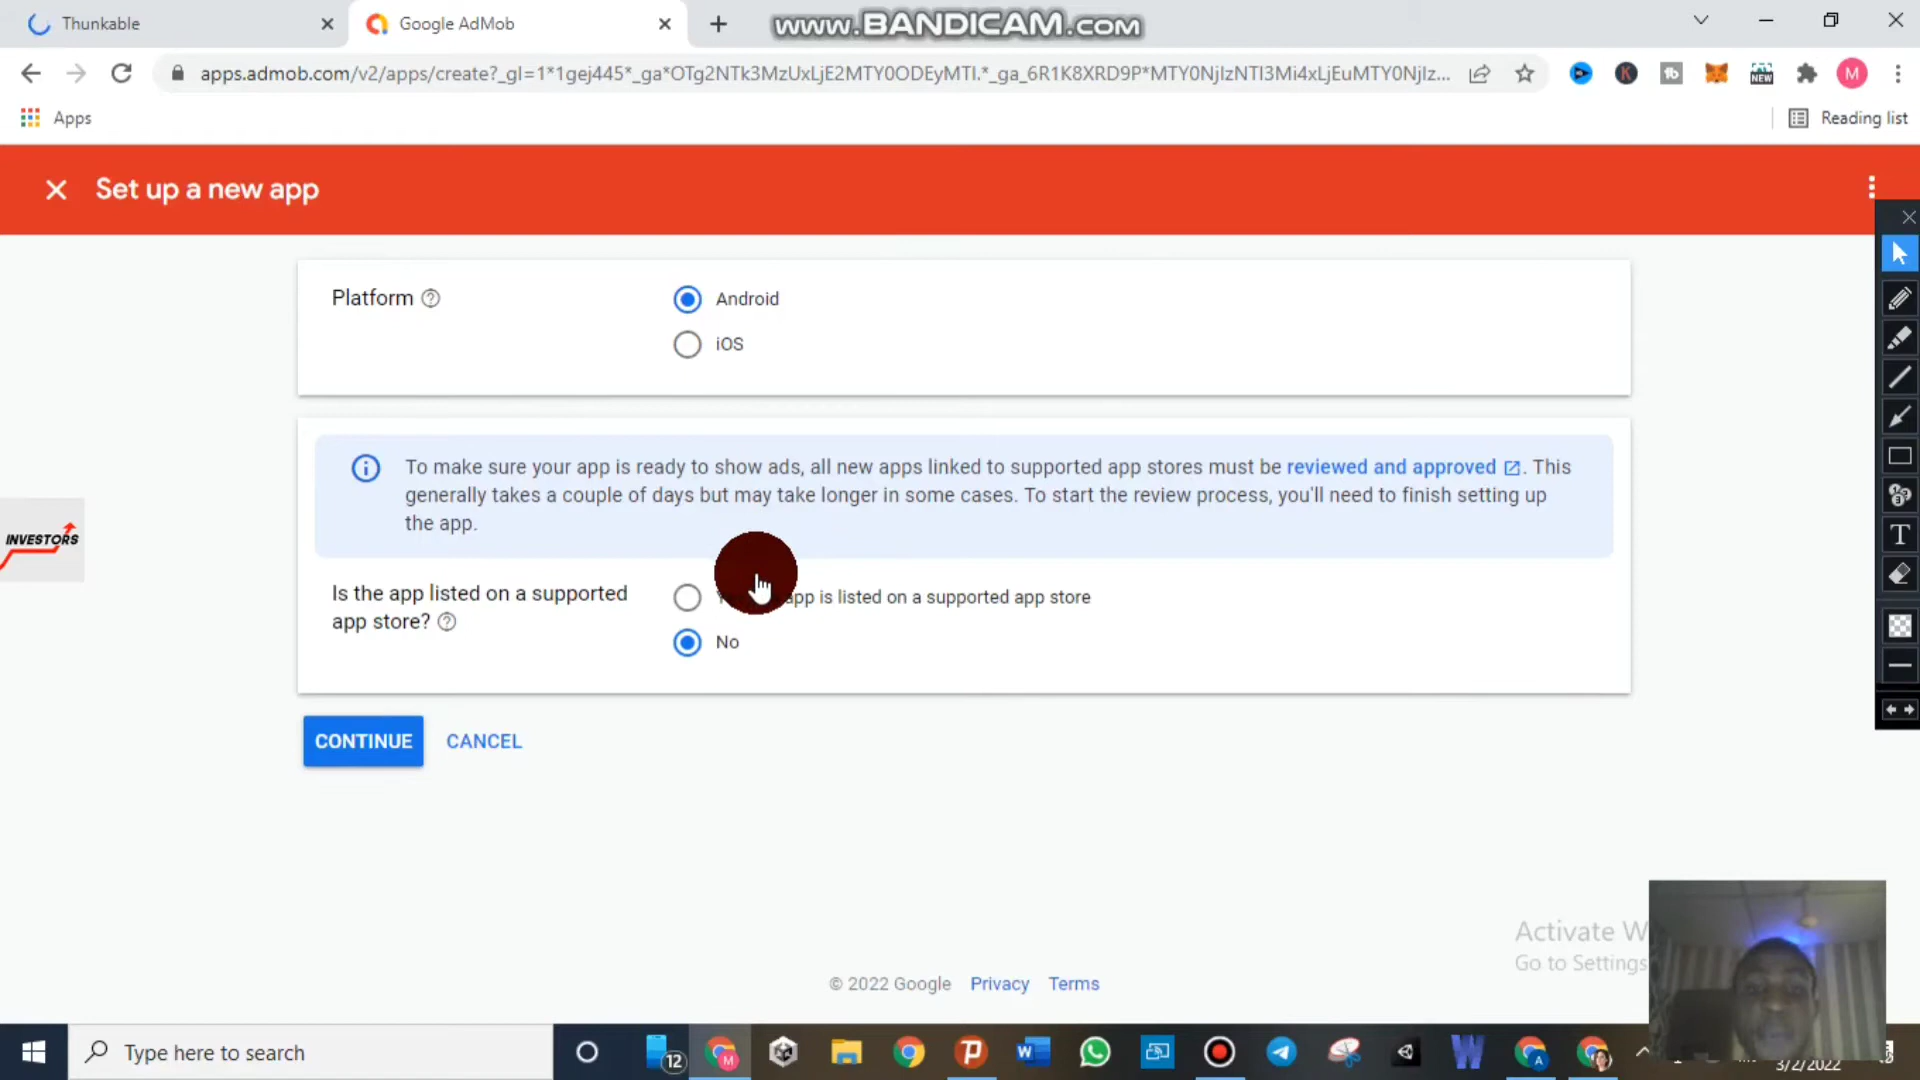 Thunkable
Google AdMob
www.BANDICAM.com
apps.admob.com/v2/apps/create?_gl=1*1gej445*_ga*OTg2NTk3MzUxLjE2MTY0ODEyMTI.*_ga_6R1K8XRD9P*MTY0NjIzNTI3Mi4xLjEuMTY0NjIz...
Apps
Reading list
Set up a new app
Platform
Android
iOS
To make sure your app is ready to show ads, all new apps linked to supported app stores must be reviewed and approved. This
generally takes a couple of days but may take longer in some cases. To start the review process, you'll need to finish setting up
the app.
INVESTORS
Is the app listed on a supported
app store?
app is listed on a supported app store
No
CONTINUE
CANCEL
Activate W
Go to Settings
© 2022 Google Privacy Terms
Type here to search
12
3/2/2022